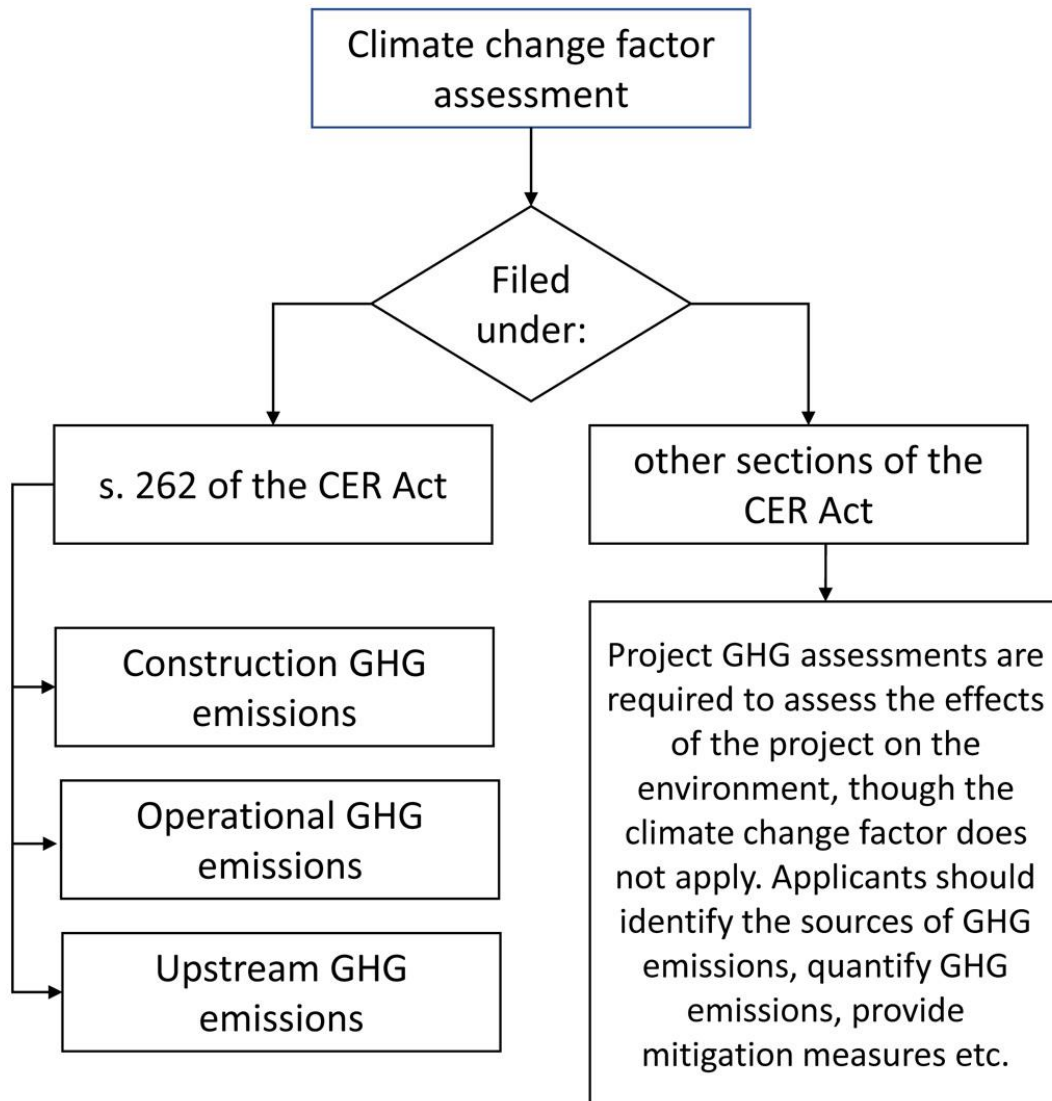 Climate change factor
assessment
Filed
under:
s. 262 of the CER Act
other sections of the
CER Act
Construction GHG
emissions
Operational GHG
emissions
Upstream GHG
emissions
Project GHG assessments are
required to assess the effects
of the project on the
environment, though the
climate change factor does
not apply. Applicants should
identify the sources of GHG
emissions, quantify GHG
emissions, provide
mitigation measures etc.